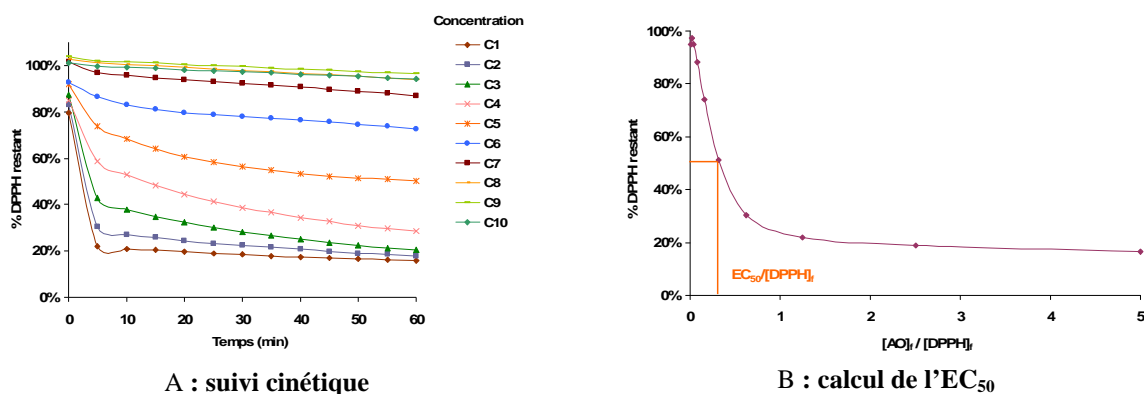 Concentration
C1
C2
C3
C4
C5
C6
C7
C8
C9
C10
% DPPH restant
100%
80%
60%
40%
20%
0%
0 10 20 30 40 50 60
Temps (min)
A : suivi cinétique
% DPPH restant
100%
80%
60%
40%
20%
0%
EC50/[DPPH]f
0 1 2 3 4 5
[AO]f / [DPPH]f
B : calcul de l'EC50